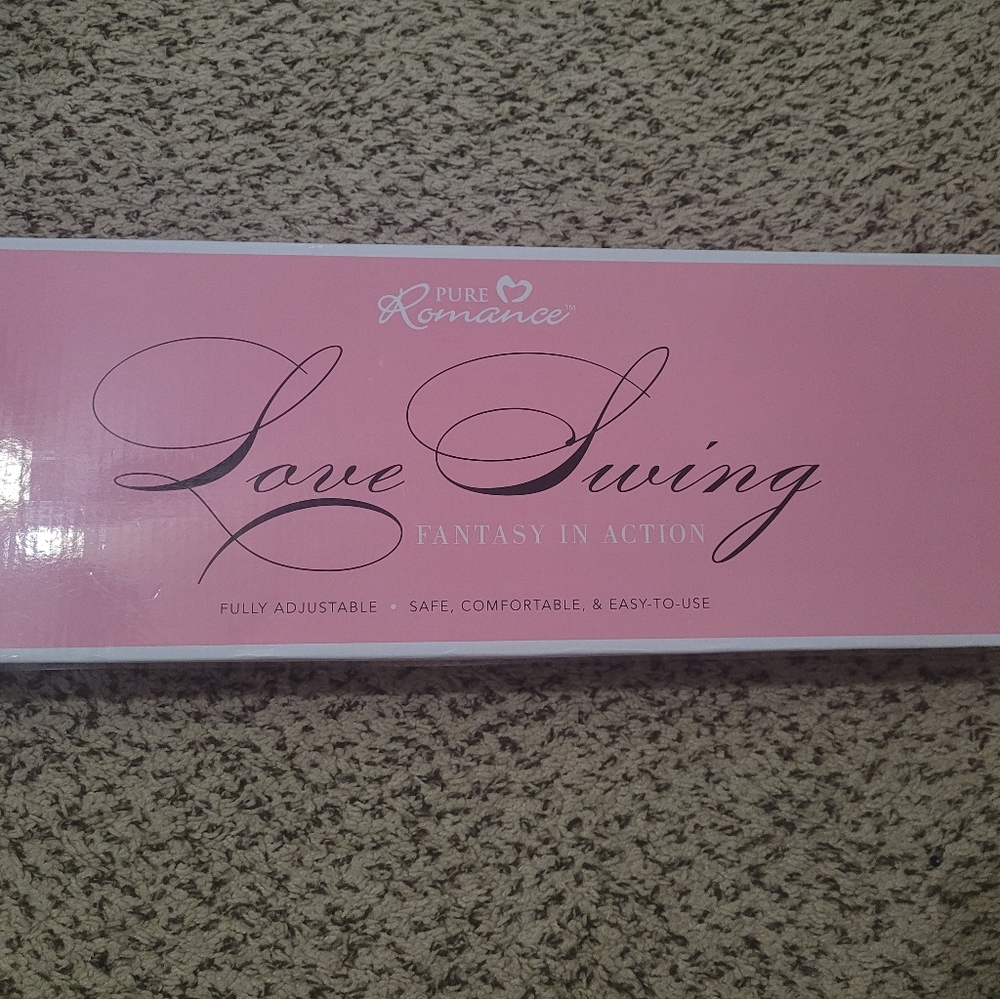 PURE
Romance™
Love Swing
FANTASY IN ACTION
FULLY ADJUSTABLE • SAFE, COMFORTABLE, & EASY-TO-USE